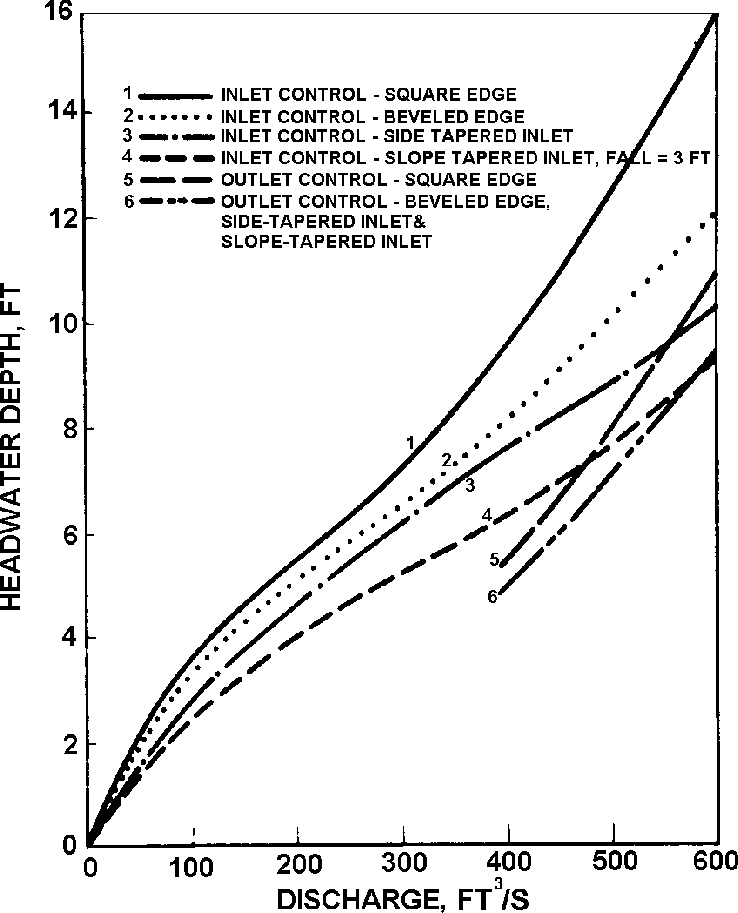 16
14
12
10
8
6
4
2
0
HEADWATER DEPTH, FT
1 INLET CONTROL - SQUARE EDGE
2 INLET CONTROL - BEVELED EDGE
3 INLET CONTROL - SIDE TAPERED INLET
4 INLET CONTROL - SLOPE TAPERED INLET, FALL = 3 FT
5 OUTLET CONTROL - SQUARE EDGE
6 OUTLET CONTROL - BEVELED EDGE,
SIDE-TAPERED INLET&
SLOPE-TAPERED INLET
1
2
3
4
5
6
0 100 200 300 400 500 600
DISCHARGE, FT³/S